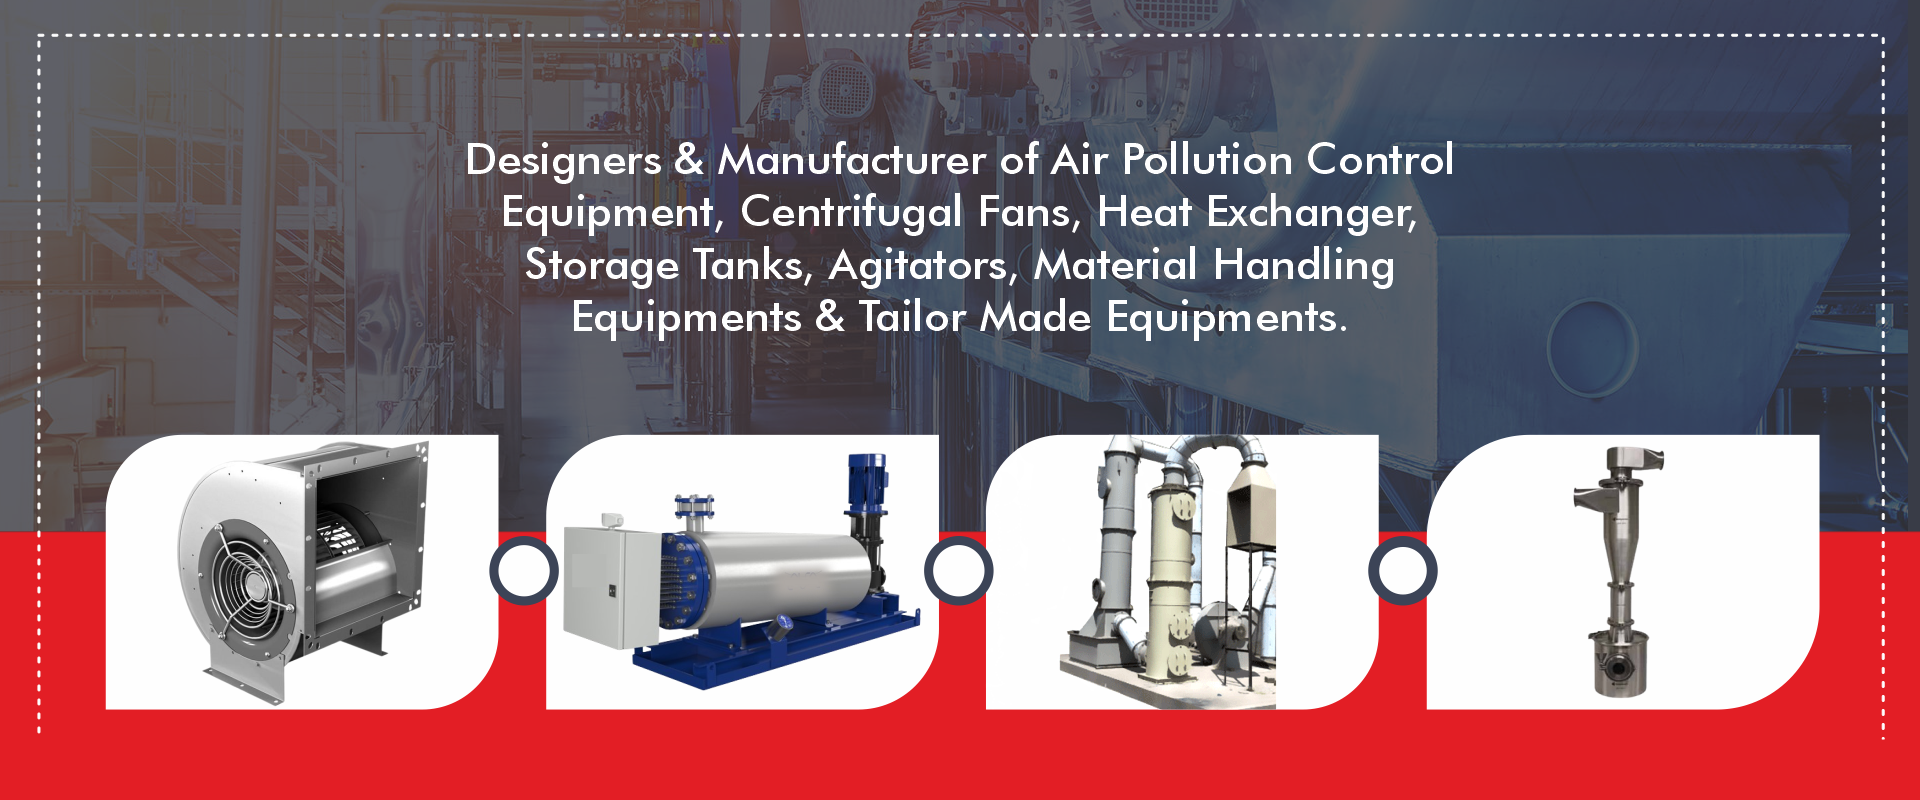 Designers & Manufacturer of Air Pollution Control
Equipment, Centrifugal Fans, Heat Exchanger,
Storage Tanks, Agitators, Material Handling
Equipments & Tailor Made Equipments.